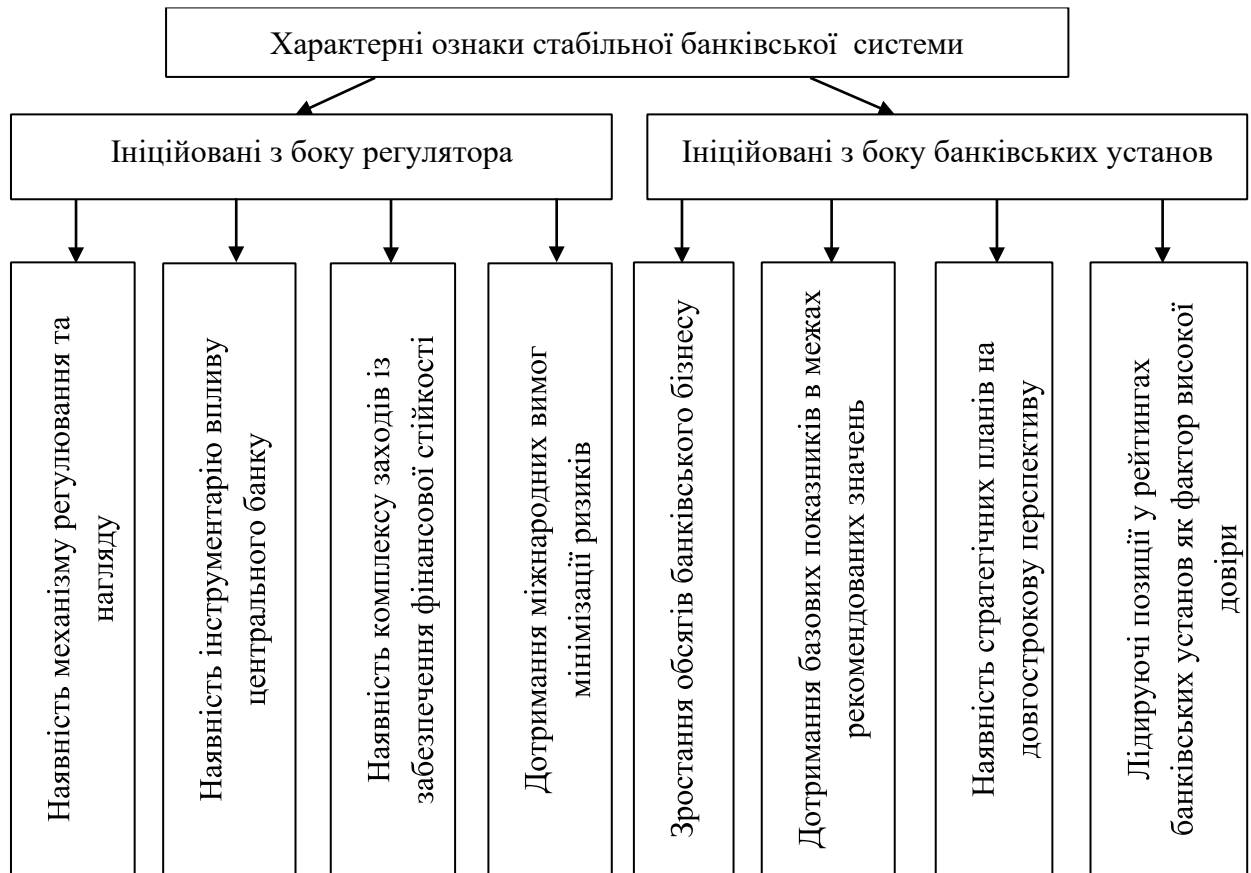 Характерні ознаки стабільної банківської системи
Ініційовані з боку регулятора
Ініційовані з боку банківських установ
Наявність механізму регулювання та
нагляду
Наявність інструментарію впливу
центрального банку
Наявність комплексу заходів із
забезпечення фінансової стійкості
Дотримання міжнародних вимог
мінімізації ризиків
Зростання обсягів банківського бізнесу
Дотримання базових показників в межах
рекомендованих значень
Наявність стратегічних планів на
довгострокову перспективу
Лідируючі позиції у рейтингах
банківських установ як фактор високої
довіри